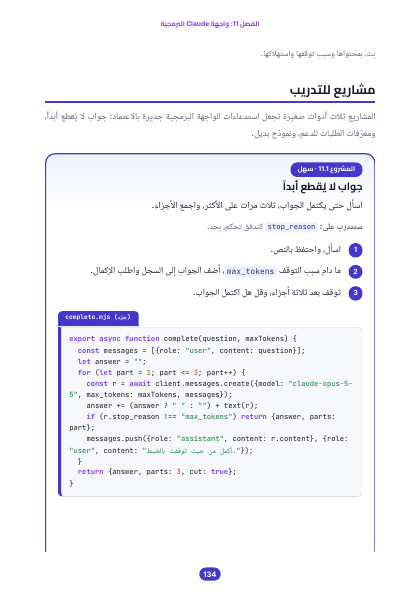 الفصل 11: واجهة Claude البرمجية
بث، بمحتواها وسبب توقفها واستهلاكها.
مشاريع للتدريب
المشاريع ثلاث أدوات صغيرة تجعل استدعاءات الواجهة البرمجية جديرة بالاعتماد: جواب لا يُقطع أبداً،
ومعرّفات الطلبات للدعم، ونموذج بديل.
المشروع 11.1 · سهل
جواب لا يُقطع أبداً
اسأل حتى يكتمل الجواب، ثلاث مرات على الأكثر، واجمع الأجزاء.
ستتدرب على: stop_reason كتدفق تحكم، بحد.
1 اسأل، واحتفظ بالنص.
2 ما دام سبب التوقف max_tokens، أضف الجواب إلى السجل واطلب الإكمال.
3 توقف بعد ثلاثة أجزاء، وقل هل اكتمل الجواب.
complete.mjs (جزء)
export async function complete(question, maxTokens) {
const messages = [{role: "user", content: question}];
let answer = "";
for (let part = 1; part <= 3; part++) {
const r = await client.messages.create({model: "claude-opus-5-
5", max_tokens: maxTokens, messages});
answer += (answer ? " " : "") + text(r);
if (r.stop_reason !== "max_tokens") return {answer, parts:
part};
messages.push({role: "assistant", content: r.content}, {role:
"user", content: "أكمل من حيث توقفت بالضبط."});
}
return {answer, parts: 3, cut: true};
}
134